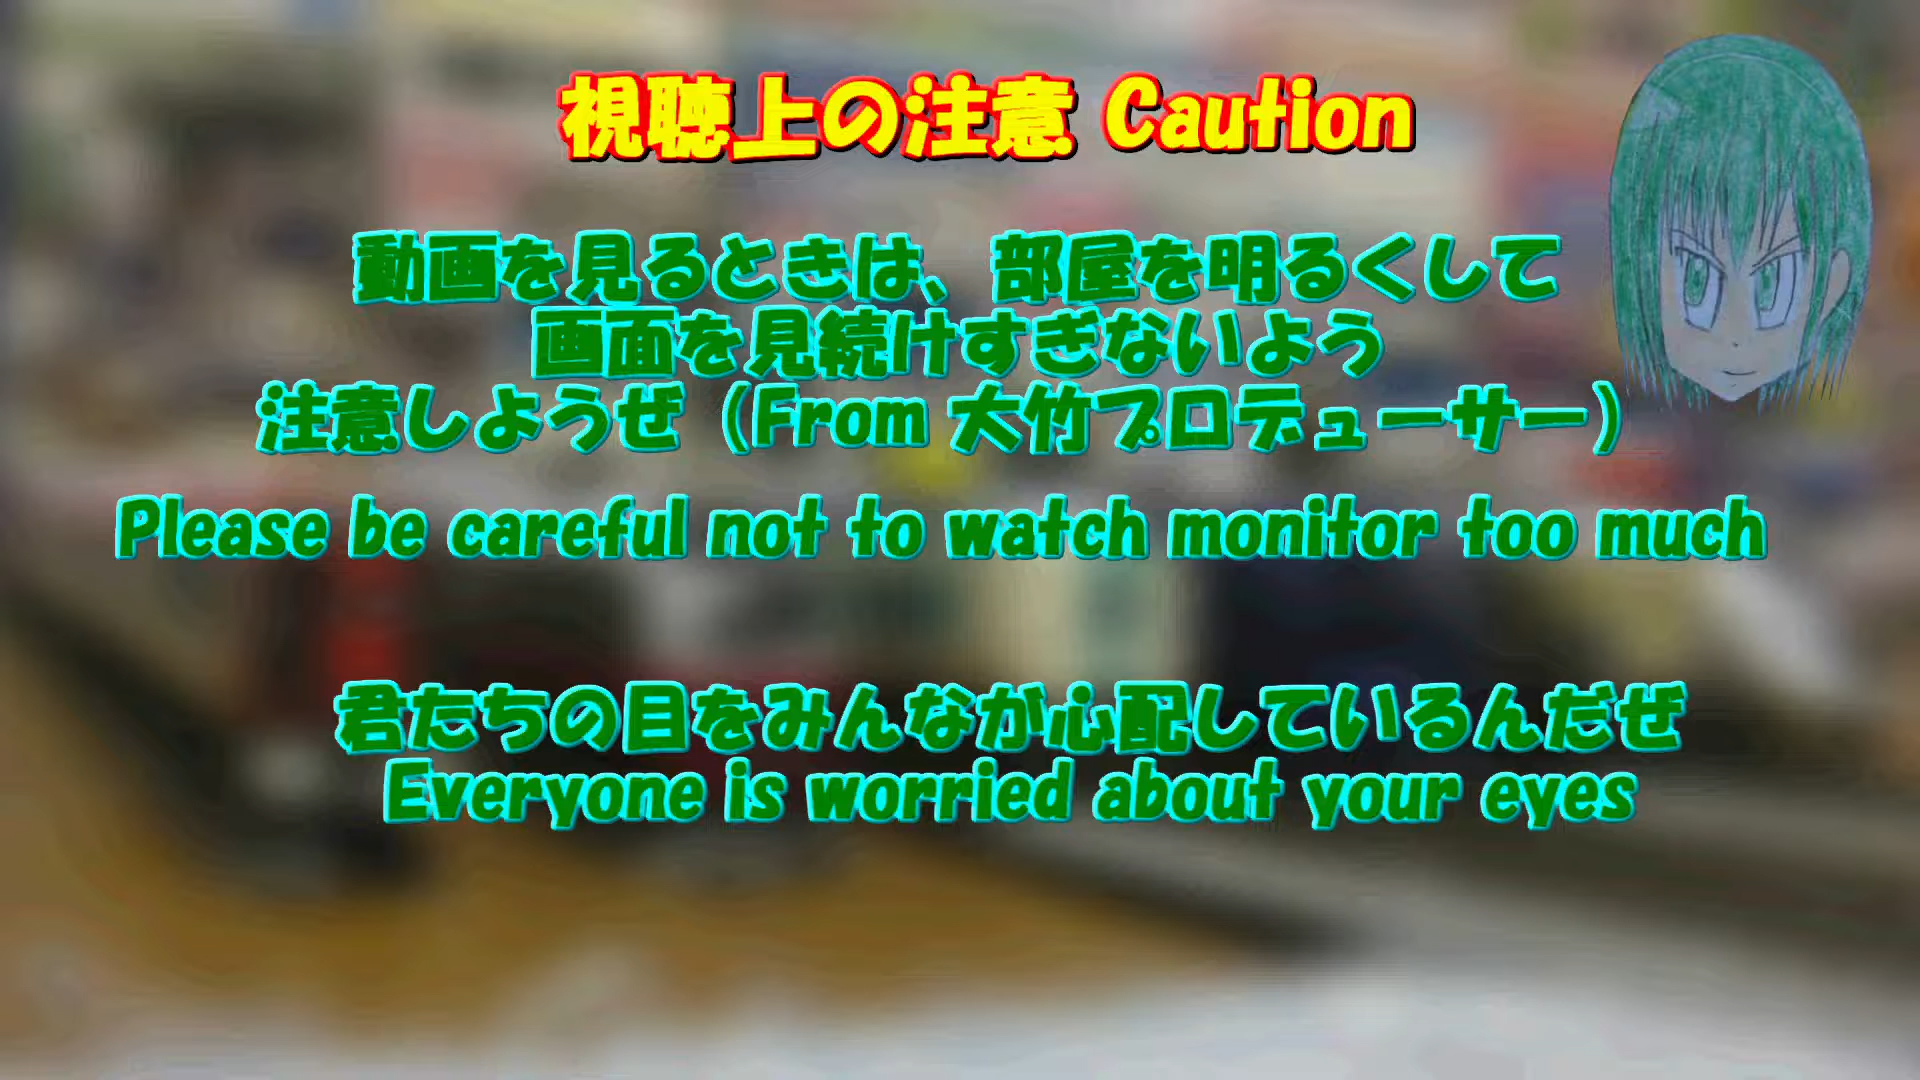 視聴上の注意 Caution
動画を見るときは、部屋を明るくして
画面を見続けすぎないよう
注意しようぜ（From 大竹プロデューサー）
Please be careful not to watch monitor too much
君たちの目をみんなが心配しているんだぜ
Everyone is worried about your eyes